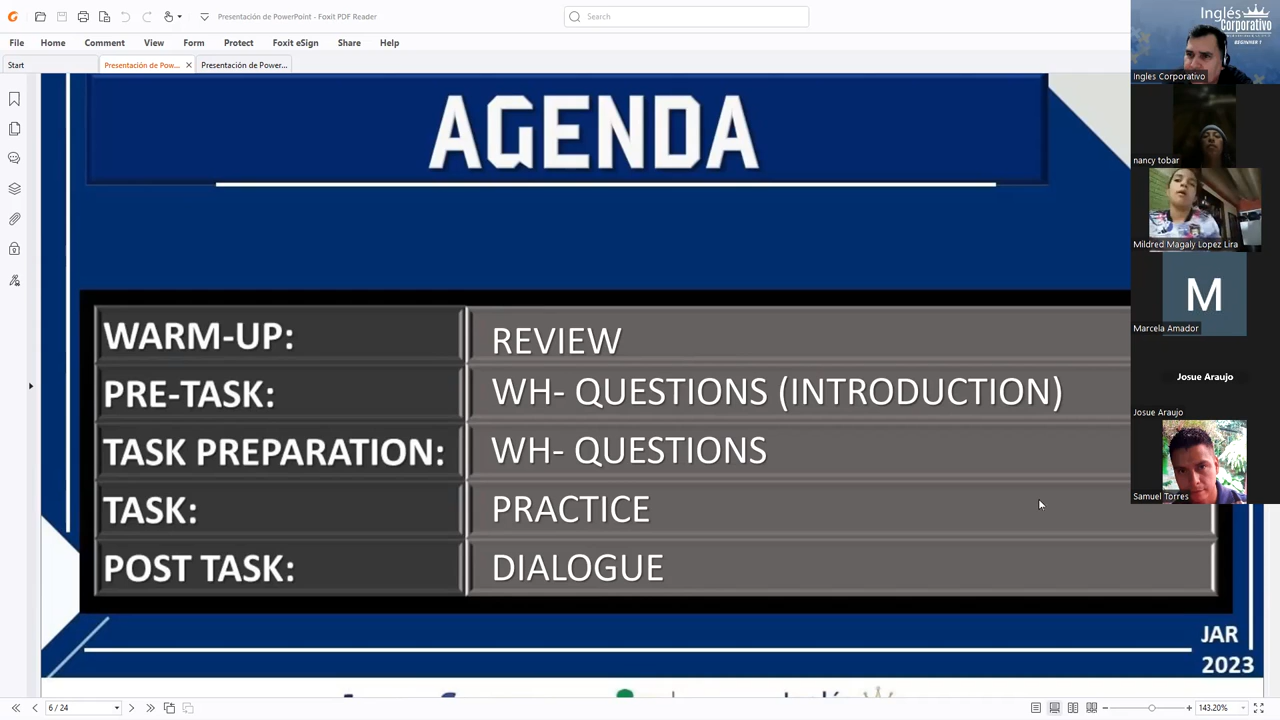 Presentación de PowerPoint - Foxit PDF Reader
Search
File Home Comment View Form Protect Foxit eSign Share Help
Start
Presentación de Pow... ×
Presentación de Power...
AGENDA
WARM-UP: REVIEW
PRE-TASK: WH- QUESTIONS (INTRODUCTION)
TASK PREPARATION: WH- QUESTIONS
TASK: PRACTICE
POST TASK: DIALOGUE
JAR
2023
6 / 24
143.20%
Inglés
Corporativo
BEGINNER 1
Ingles Corporativo
nancy tobar
Mildred Magaly Lopez Lira
M
Marcela Amador
Josue Araujo
Josue Araujo
Samuel Torres